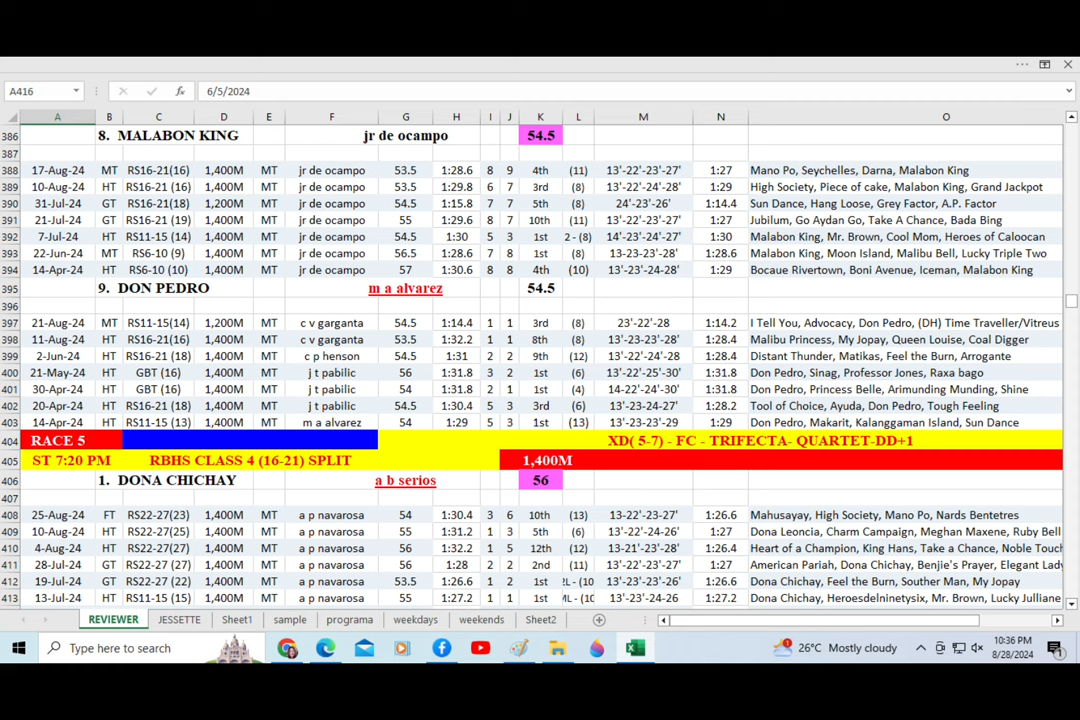 A416 fx 6/5/2024
A B C D E F G H I J K L M N O
386 8. MALABON KING jr de ocampo 54.5
387
388 17-Aug-24 MT RS16-21(16) 1,400M MT jr de ocampo 53.5 1:28.6 8 9 4th (11) 13'-22'-23'-27' 1:27 Mano Po, Seychelles, Darna, Malabon King
389 10-Aug-24 HT RS16-21 (16) 1,400M MT jr de ocampo 53.5 1:29.8 6 7 3rd (8) 13'-22'-24'-28' 1:29 High Society, Piece of cake, Malabon King, Grand Jackpot
390 31-Jul-24 GT RS16-21(18) 1,200M MT jr de ocampo 54.5 1:15.8 7 7 5th (8) 24'-23'-26' 1:14.4 Sun Dance, Hang Loose, Grey Factor, A.P. Factor
391 21-Jul-24 GT RS16-21 (19) 1,400M MT jr de ocampo 55 1:29.6 8 7 10th (11) 13'-22'-23'-27' 1:27 Jubilum, Go Aydan Go, Take A Chance, Bada Bing
392 7-Jul-24 HT RS11-15 (14) 1,400M MT jr de ocampo 54.5 1:30 5 3 1st 2 - (8) 14'-23'-24'-27' 1:30 Malabon King, Mr. Brown, Cool Mom, Heroes of Caloocan
393 22-Jun-24 MT RS6-10 (9) 1,400M MT jr de ocampo 56.5 1:28.6 7 8 1st (8) 13-23-23'-28' 1:28.6 Malabon King, Moon Island, Malibu Bell, Lucky Triple Two
394 14-Apr-24 HT RS6-10 (10) 1,400M MT jr de ocampo 57 1:30.6 8 8 4th (10) 13'-23'-24'-28' 1:29 Bocaue Rivertown, Boni Avenue, Iceman, Malabon King
395 9. DON PEDRO m a alvarez 54.5
396
397 21-Aug-24 MT RS11-15(14) 1,200M MT c v garganta 54.5 1:14.4 1 1 3rd (8) 23'-22'-28 1:14.2 I Tell You, Advocacy, Don Pedro, (DH) Time Traveller/Vitreus
398 11-Aug-24 HT RS16-21(16) 1,400M MT c v garganta 53.5 1:32.2 1 1 8th (8) 13'-23'-23'-28' 1:28.4 Malibu Princess, My Jopay, Queen Louise, Coal Digger
399 2-Jun-24 HT RS16-21 (18) 1,400M MT c p henson 54.5 1:31 2 2 9th (12) 13'-22'-24'-28 1:28.4 Distant Thunder, Matikas, Feel the Burn, Arrogante
400 21-May-24 HT GBT (16) 1,400M MT j t pabilic 56 1:31.8 3 2 1st (6) 13'-22'-25'-30' 1:31.8 Don Pedro, Sinag, Professor Jones, Raxa bago
401 30-Apr-24 HT GBT (16) 1,400M MT j t pabilic 54 1:31.8 2 1 1st (4) 14-22'-24'-30' 1:31.8 Don Pedro, Princess Belle, Arimunding Munding, Shine
402 20-Apr-24 HT RS16-21 (18) 1,400M MT j t pabilic 54.5 1:30.4 5 3 3rd (6) 13'-23-24-27' 1:28.2 Tool of Choice, Ayuda, Don Pedro, Tough Feeling
403 14-Apr-24 HT RS11-15 (13) 1,400M MT m a alvarez 54 1:29 5 3 1st (13) 13'-23-24'-27' 1:29 Don Pedro, Makarit, Kalanggaman Island, Sun Dance
404 RACE 5 XD( 5-7) - FC - TRIFECTA- QUARTET-DD+1
405 ST 7:20 PM RBHS CLASS 4 (16-21) SPLIT 1,400M
406 1. DONA CHICHAY a b serios 56
407
408 25-Aug-24 FT RS22-27(23) 1,400M MT a p navarosa 54 1:30.4 3 6 10th (13) 13-22'-23'-27' 1:26.6 Mahusayay, High Society, Mano Po, Nards Bentetres
409 10-Aug-24 HT RS22-27(25) 1,400M MT a p navarosa 55 1:31.2 1 3 5th (6) 13'-22'-24-26' 1:27 Dona Leoncia, Charm Campaign, Meghan Maxene, Ruby Bell
410 4-Aug-24 HT RS22-27(27) 1,400M MT a p navarosa 56 1:32.2 1 5 12th (12) 13'-21'-23'-28' 1:26.4 Heart of a Champion, King Hans, Take a Chance, Noble Touch
411 28-Jul-24 GT RS22-27(27) 1,400M MT a p navarosa 56 1:28 2 2 2nd (11) 13'-22'-23'-27' 1:27 American Pariah, Dona Chichay, Benjie's Prayer, Elegant Lady
412 19-Jul-24 GT RS22-27 (22) 1,400M MT a p navarosa 53.5 1:26.6 1 2 1st 2L - (10 13'-23'-23'-26' 1:26.6 Dona Chichay, Feel the Burn, Souther Man, My Jopay
413 13-Jul-24 HT RS11-15 (15) 1,400M MT a p navarosa 55 1:27.2 1 1 1st ML - (10 13'-23'-24-26 1:27.2 Dona Chichay, Heroesdelninetysix, Mr. Brown, Lucky Julliane
REVIEWER JESSETTE Sheet1 sample programa weekdays weekends Sheet2
Type here to search 26°C Mostly cloudy 10:36 PM
8/28/2024